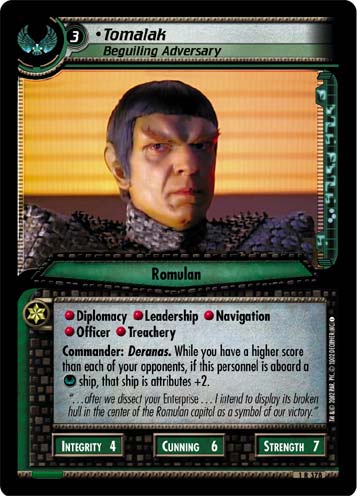 3
•Tomalak
Beguiling Adversary
Romulan
Diplomacy Leadership Navigation
Officer Treachery
Commander: Deranas. While you have a higher score
than each of your opponents, if this personnel is aboard a
ship, that ship is attributes +2.
“...after we dissect your Enterprise... I intend to display its broken
hull in the center of the Romulan capitol as a symbol of our victory.”
INTEGRITY 4 CUNNING 6 STRENGTH 7
1 R 378